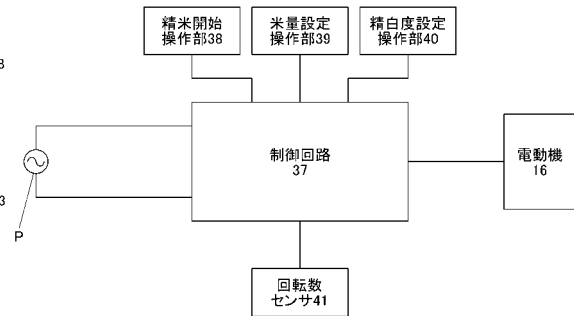 精米開始
操作部38
米量設定
操作部39
精白度設定
操作部40
3
制御回路
37
電動機
16
3
P
回転数
センサ41